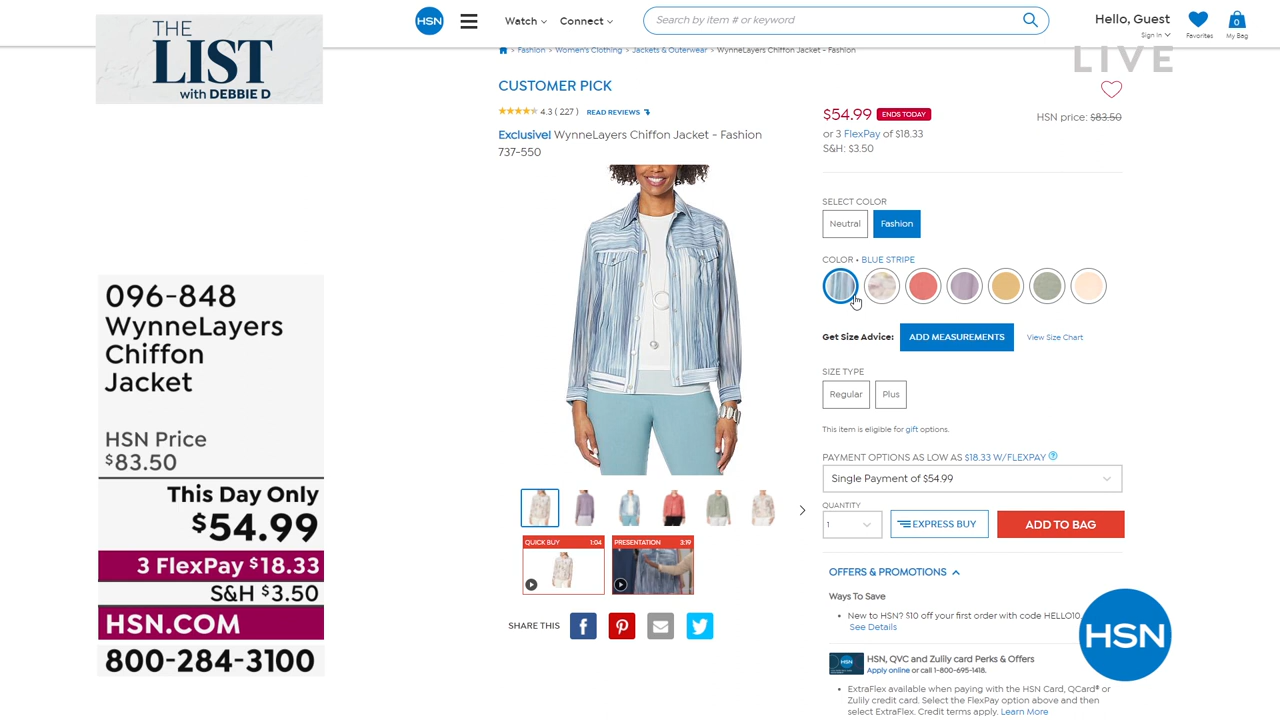 THE
LIST
with DEBBIE D
096-848
WynneLayers
Chiffon
Jacket
HSN Price
$83.50
This Day Only
$54.99
3 FlexPay $18.33
S&H $3.50
HSN.COM
800-284-3100
HSN
Watch
Connect
Search by item # or keyword
Hello, Guest
Sign in
Favorites
0
My Bag
LIVE
> Fashion > Women's Clothing > Jackets & Outerwear > WynneLayers Chiffon Jacket - Fashion
CUSTOMER PICK
4.3 ( 227 ) READ REVIEWS
Exclusive! WynneLayers Chiffon Jacket - Fashion
737-550
QUICK BUY 1:04
PRESENTATION 3:19
SHARE THIS
$54.99 ENDS TODAY
HSN price: $83.50
or 3 FlexPay of $18.33
S&H: $3.50
SELECT COLOR
Neutral
Fashion
COLOR • BLUE STRIPE
Get Size Advice: ADD MEASUREMENTS View Size Chart
SIZE TYPE
Regular
Plus
This item is eligible for gift options.
PAYMENT OPTIONS AS LOW AS $18.33 W/FLEXPAY ?
Single Payment of $54.99
QUANTITY
1
EXPRESS BUY
ADD TO BAG
OFFERS & PROMOTIONS
Ways To Save
• New to HSN? $10 off your first order with code HELLO10.
See Details
HSN, QVC and Zulily card Perks & Offers
Apply online or call 1-800-695-1418.
• ExtraFlex available when paying with the HSN Card, QCard® or
Zulily credit card. Select the FlexPay option above and then
select ExtraFlex. Credit terms apply. Learn More
HSN